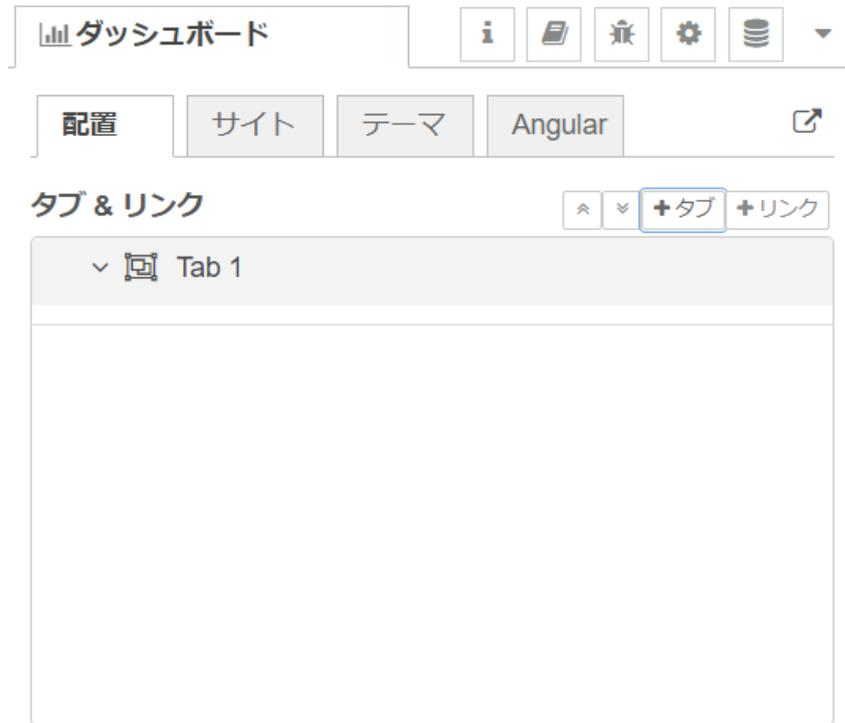 ダッシュボード
配置 サイト テーマ Angular
タブ & リンク +タブ +リンク
Tab 1